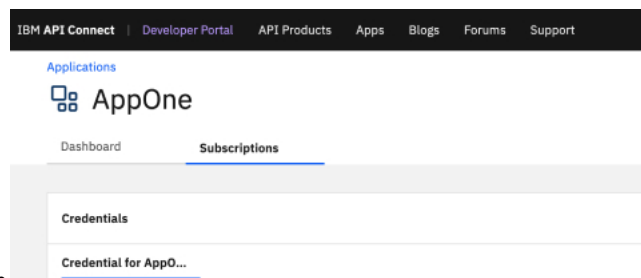 IBM API Connect | Developer Portal API Products Apps Blogs Forums Support
Applications
AppOne
Dashboard Subscriptions
Credentials
Credential for AppO...